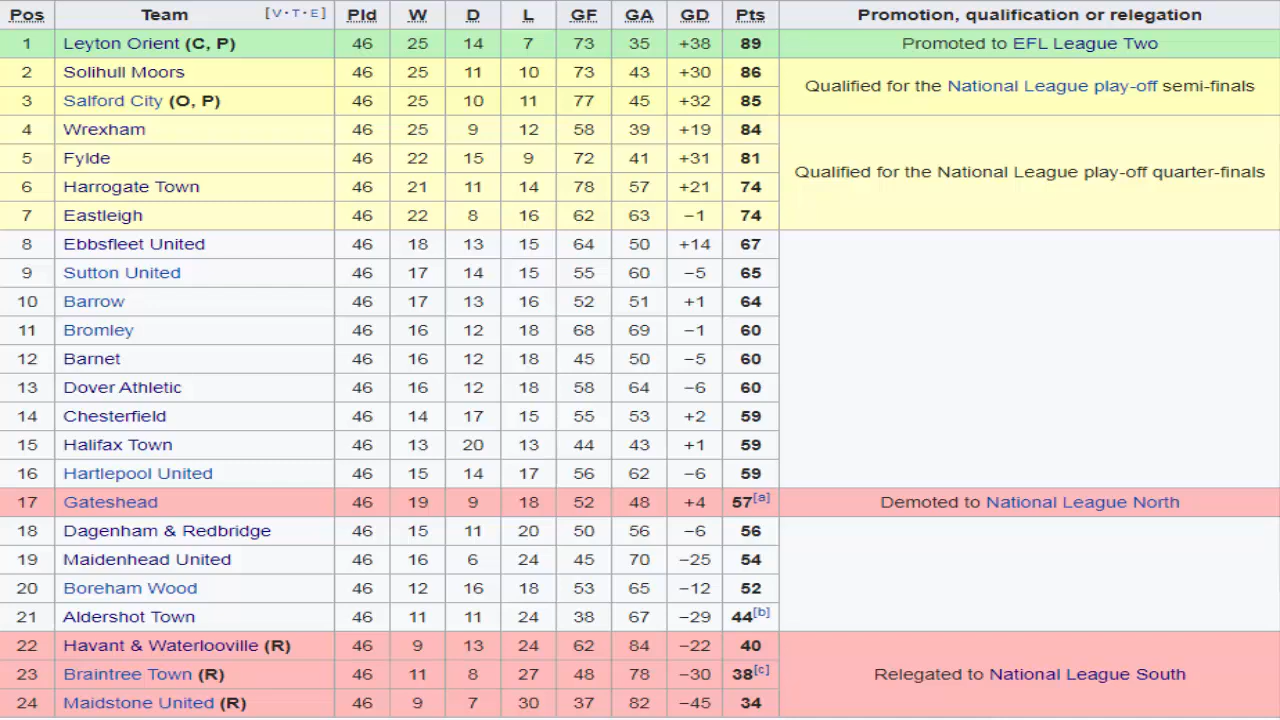 Pos Team [V·T·E] Pld W D L GF GA GD Pts Promotion, qualification or relegation
1 Leyton Orient (C, P) 46 25 14 7 73 35 +38 89 Promoted to EFL League Two
2 Solihull Moors 46 25 11 10 73 43 +30 86 Qualified for the National League play-off semi-finals
3 Salford City (O, P) 46 25 10 11 77 45 +32 85
4 Wrexham 46 25 9 12 58 39 +19 84 Qualified for the National League play-off quarter-finals
5 Fylde 46 22 15 9 72 41 +31 81
6 Harrogate Town 46 21 11 14 78 57 +21 74
7 Eastleigh 46 22 8 16 62 63 −1 74
8 Ebbsfleet United 46 18 13 15 64 50 +14 67
9 Sutton United 46 17 14 15 55 60 −5 65
10 Barrow 46 17 13 16 52 51 +1 64
11 Bromley 46 16 12 18 68 69 −1 60
12 Barnet 46 16 12 18 45 50 −5 60
13 Dover Athletic 46 16 12 18 58 64 −6 60
14 Chesterfield 46 14 17 15 55 53 +2 59
15 Halifax Town 46 13 20 13 44 43 +1 59
16 Hartlepool United 46 15 14 17 56 62 −6 59
17 Gateshead 46 19 9 18 52 48 +4 57[a] Demoted to National League North
18 Dagenham & Redbridge 46 15 11 20 50 56 −6 56
19 Maidenhead United 46 16 6 24 45 70 −25 54
20 Boreham Wood 46 12 16 18 53 65 −12 52
21 Aldershot Town 46 11 11 24 38 67 −29 44[b]
22 Havant & Waterlooville (R) 46 9 13 24 62 84 −22 40 Relegated to National League South
23 Braintree Town (R) 46 11 8 27 48 78 −30 38[c]
24 Maidstone United (R) 46 9 7 30 37 82 −45 34